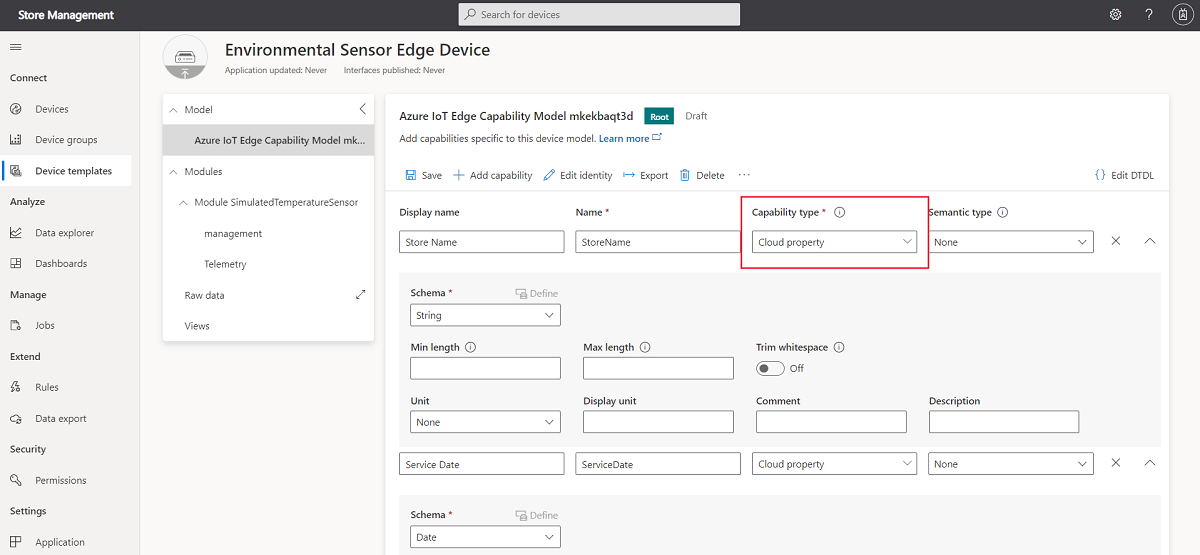 Store Management
Search for devices
?
Connect
Devices
Device groups
Device templates
Analyze
Data explorer
Dashboards
Manage
Jobs
Extend
Rules
Data export
Security
Permissions
Settings
Application
Environmental Sensor Edge Device
Application updated: Never Interfaces published: Never
Model
Azure IoT Edge Capability Model mk...
Modules
Module SimulatedTemperatureSensor
management
Telemetry
Raw data
Views
Azure IoT Edge Capability Model mkekbaqt3d Root Draft
Add capabilities specific to this device model. Learn more
Save Add capability Edit identity Export Delete ... {} Edit DTDL
Display name Name * Capability type * Semantic type
Store Name StoreName Cloud property None
Schema * Define
String
Min length Max length Trim whitespace
Off
Unit Display unit Comment Description
None
Service Date ServiceDate Cloud property None
Schema * Define
Date